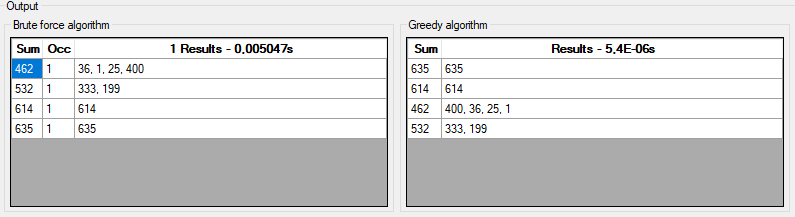 Output
Brute force algorithm
Sum Occ 1 Results - 0,005047s
462 1 36, 1, 25, 400
532 1 333, 199
614 1 614
635 1 635
Greedy algorithm
Sum Results - 5,4E-06s
635 635
614 614
462 400, 36, 25, 1
532 333, 199